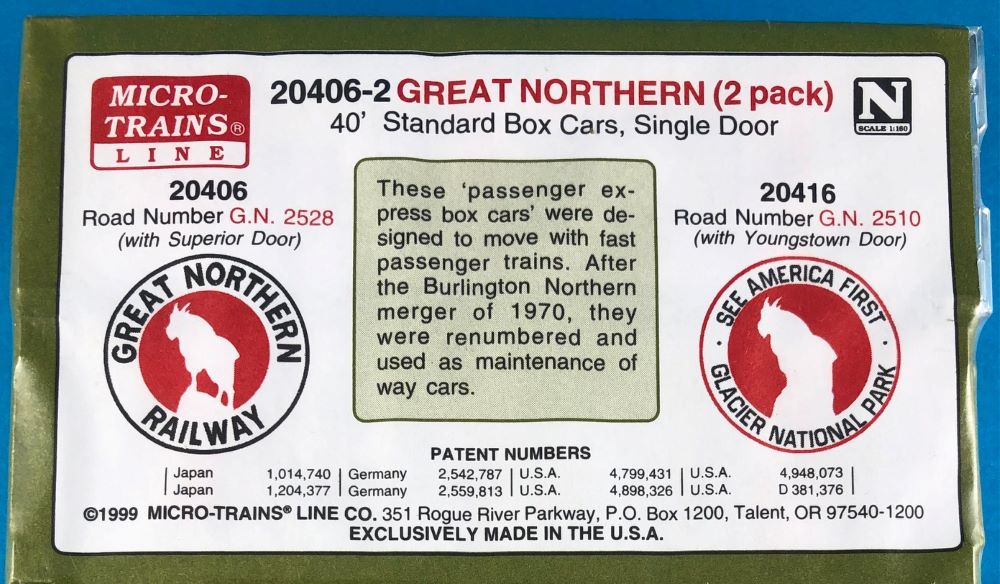 MICRO-
TRAINS®
LINE
20406-2 GREAT NORTHERN (2 pack)
40' Standard Box Cars, Single Door
N
SCALE 1:160
20406
Road Number G.N. 2528
(with Superior Door)
GREAT NORTHERN
RAILWAY
These 'passenger ex-
press box cars' were de-
signed to move with fast
passenger trains. After
the Burlington Northern
merger of 1970, they
were renumbered and
used as maintenance of
way cars.
20416
Road Number G.N. 2510
(with Youngstown Door)
SEE AMERICA FIRST
GLACIER NATIONAL PARK
PATENT NUMBERS
| Japan 1,014,740 | Germany 2,542,787 | U.S.A. 4,799,431 | U.S.A. 4,948,073 |
| Japan 1,204,377 | Germany 2,559,813 | U.S.A. 4,898,326 | U.S.A. D 381,376 |
©1999 MICRO-TRAINS® LINE CO. 351 Rogue River Parkway, P.O. Box 1200, Talent, OR 97540-1200
EXCLUSIVELY MADE IN THE U.S.A.